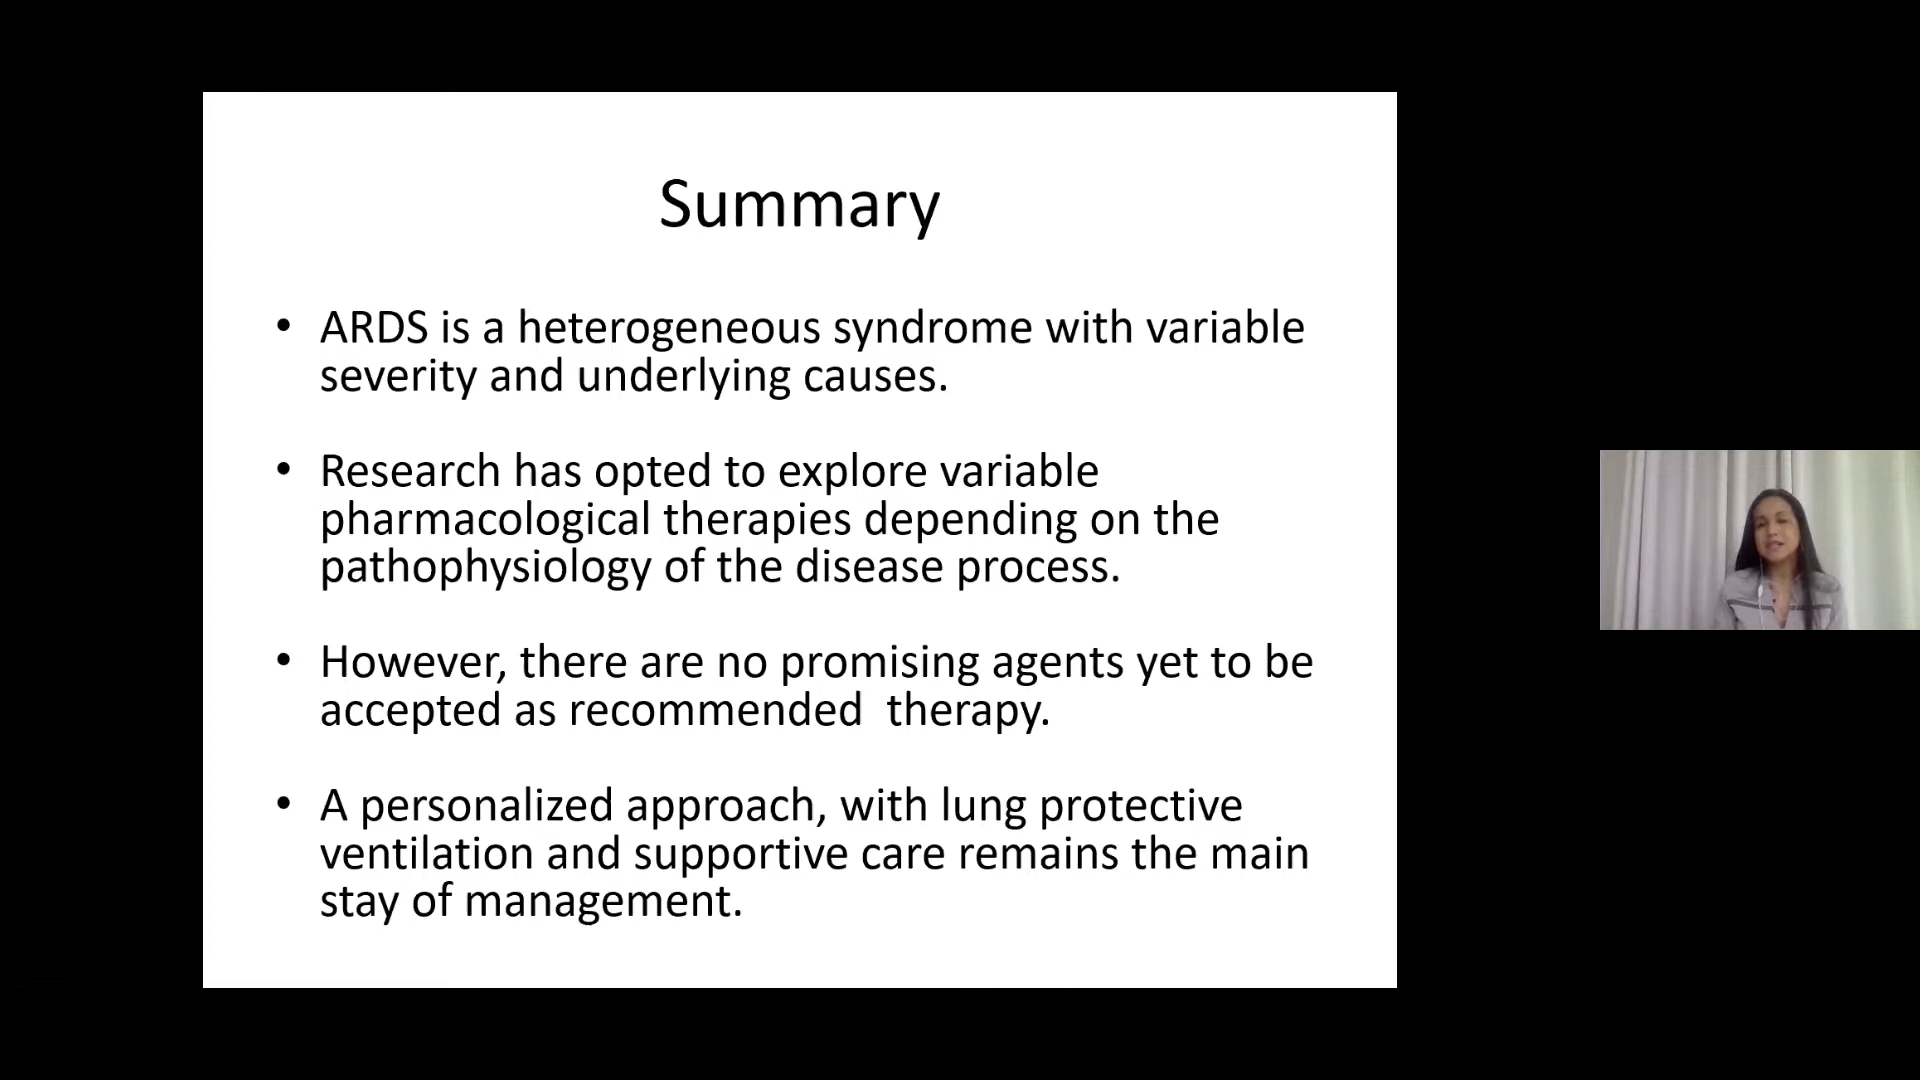 Summary
• ARDS is a heterogeneous syndrome with variable
severity and underlying causes.
• Research has opted to explore variable
pharmacological therapies depending on the
pathophysiology of the disease process.
• However, there are no promising agents yet to be
accepted as recommended  therapy.
• A personalized approach, with lung protective
ventilation and supportive care remains the main
stay of management.